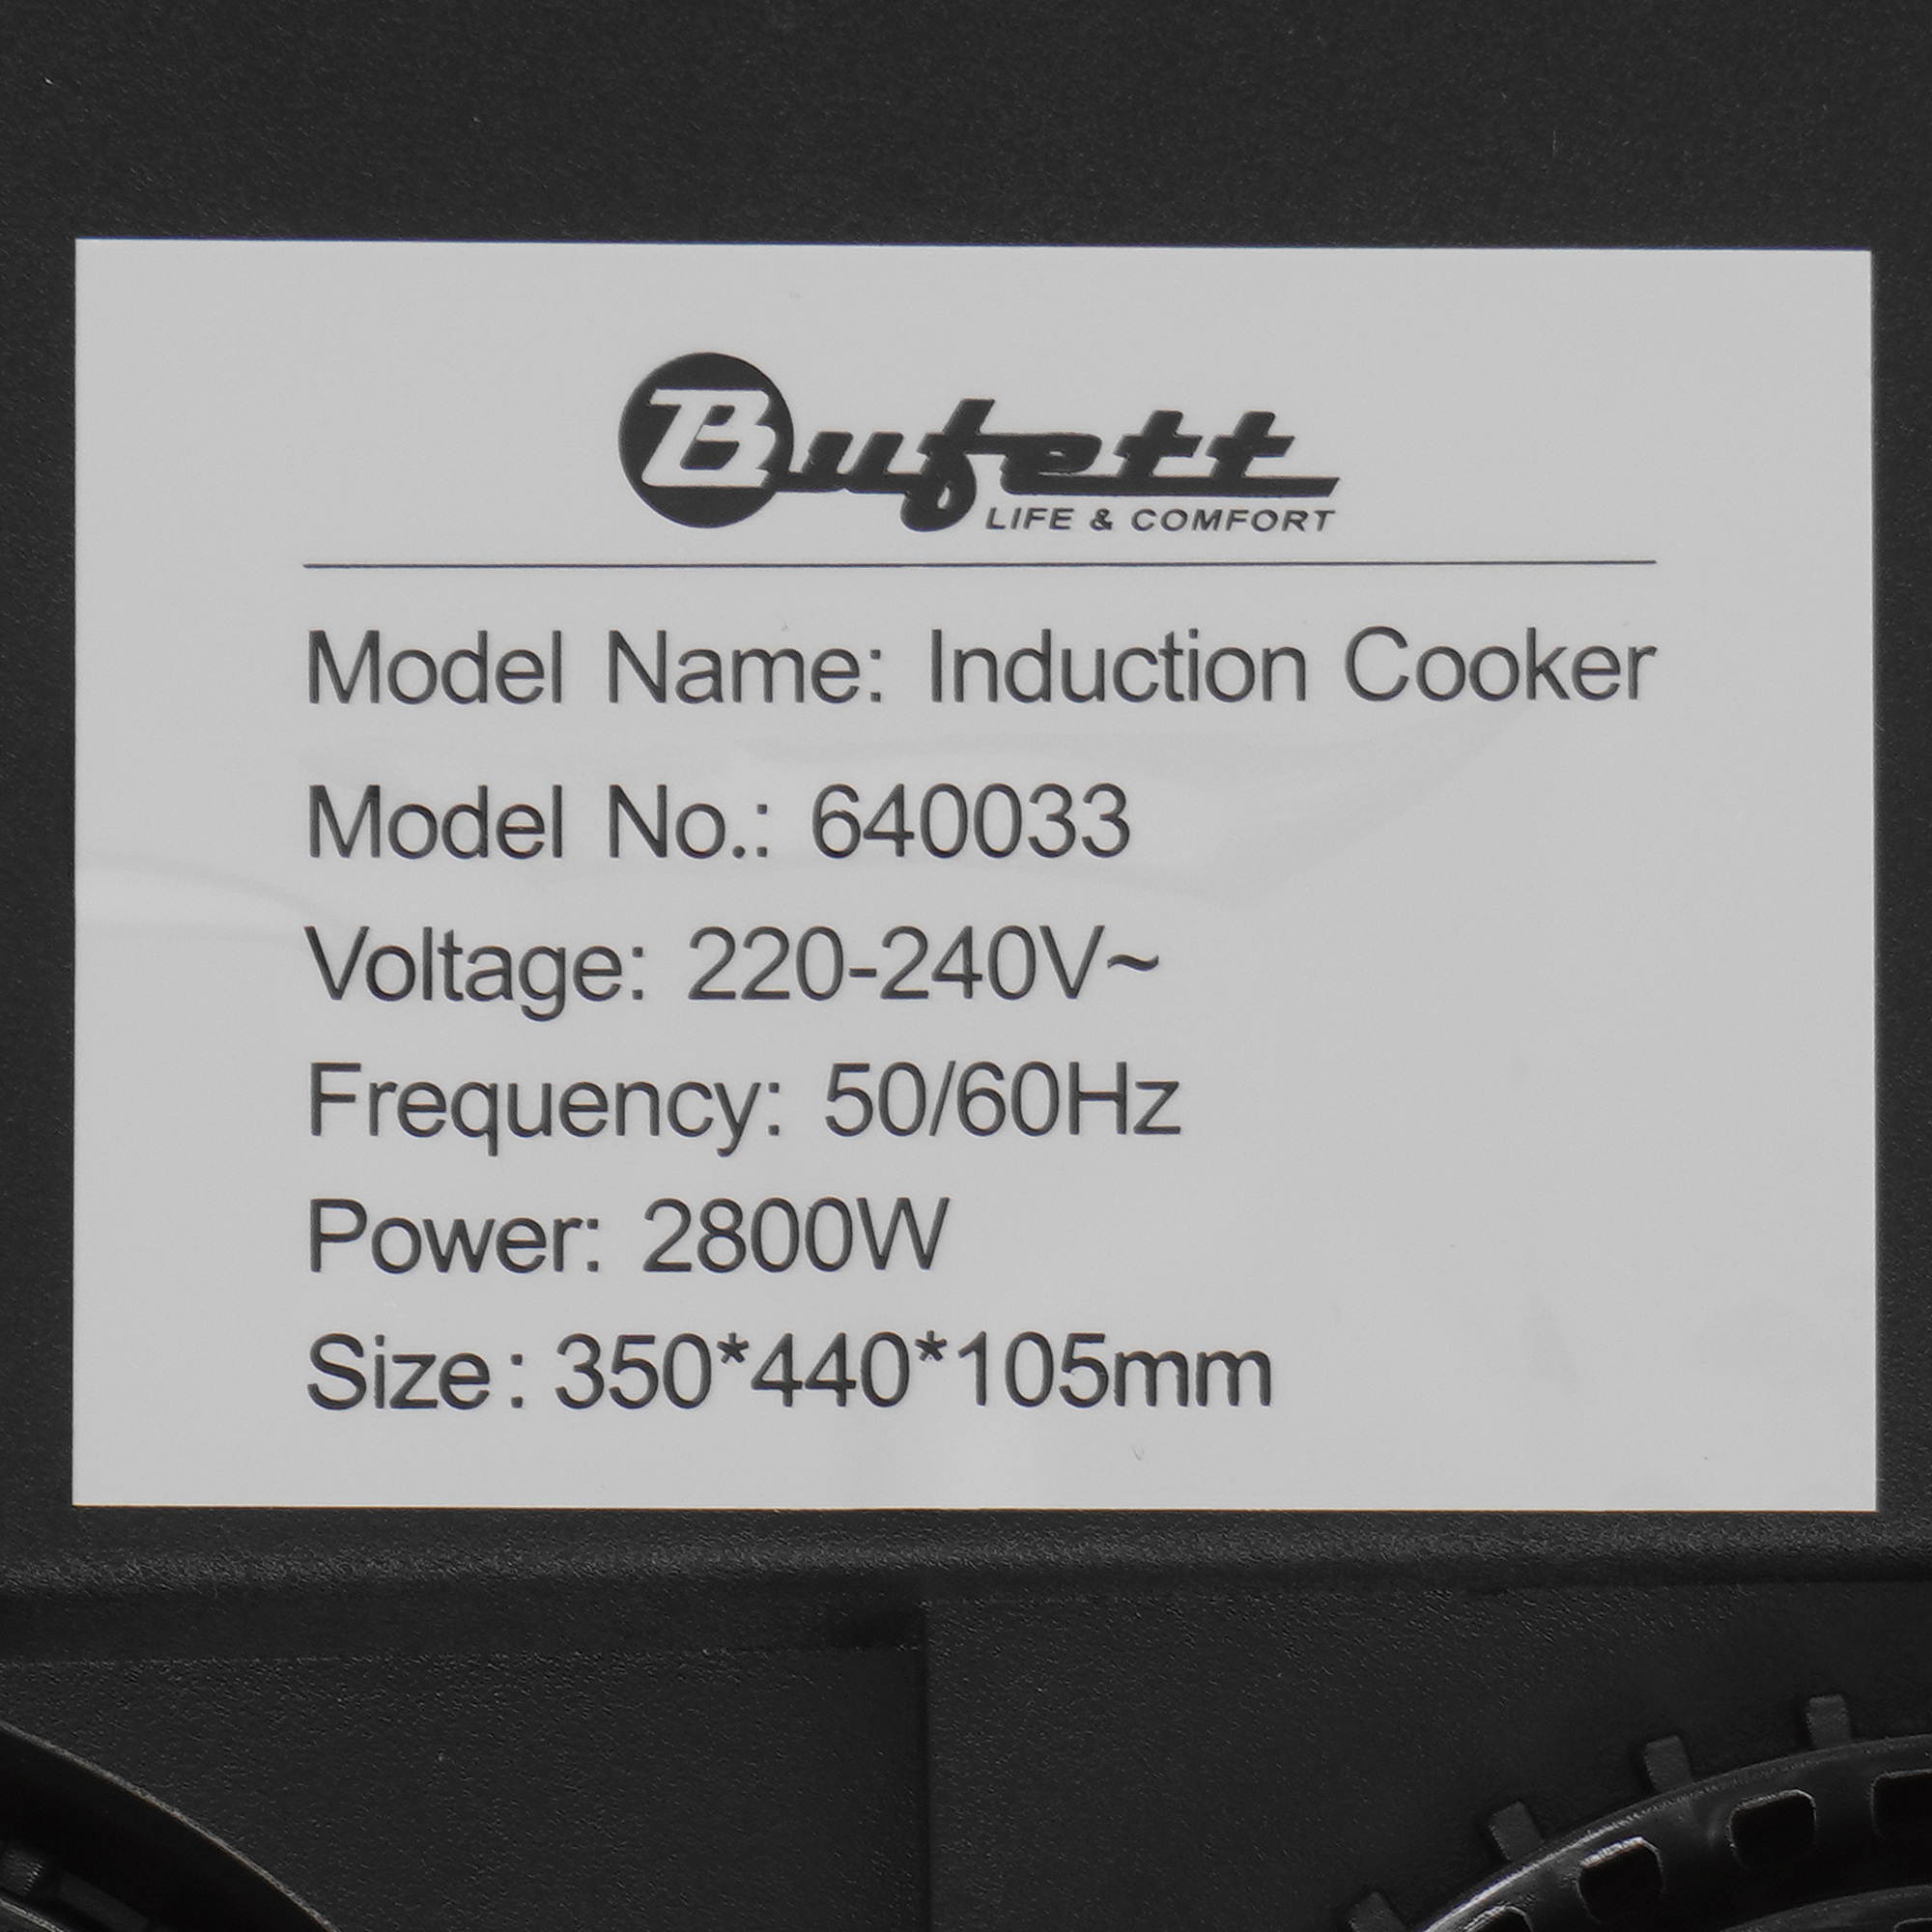 Bufett
LIFE & COMFORT
Model Name: Induction Cooker
Model No.: 640033
Voltage: 220-240V~
Frequency: 50/60Hz
Power: 2800W
Size: 350*440*105mm